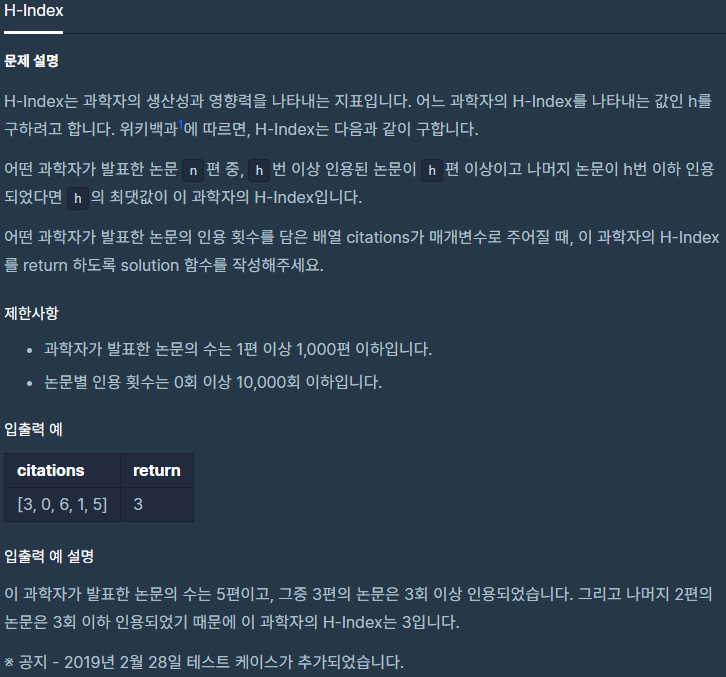 H-Index
문제 설명
H-Index는 과학자의 생산성과 영향력을 나타내는 지표입니다. 어느 과학자의 H-Index를 나타내는 값인 h를
구하려고 합니다. 위키백과1에 따르면, H-Index는 다음과 같이 구합니다.
어떤 과학자가 발표한 논문 n 편 중, h 번 이상 인용된 논문이 h 편 이상이고 나머지 논문이 h번 이하 인용
되었다면 h 의 최댓값이 이 과학자의 H-Index입니다.
어떤 과학자가 발표한 논문의 인용 횟수를 담은 배열 citations가 매개변수로 주어질 때, 이 과학자의 H-Index
를 return 하도록 solution 함수를 작성해주세요.
제한사항
• 과학자가 발표한 논문의 수는 1편 이상 1,000편 이하입니다.
• 논문별 인용 횟수는 0회 이상 10,000회 이하입니다.
입출력 예
citations return
[3, 0, 6, 1, 5] 3
입출력 예 설명
이 과학자가 발표한 논문의 수는 5편이고, 그중 3편의 논문은 3회 이상 인용되었습니다. 그리고 나머지 2편의
논문은 3회 이하 인용되었기 때문에 이 과학자의 H-Index는 3입니다.
※ 공지 - 2019년 2월 28일 테스트 케이스가 추가되었습니다.